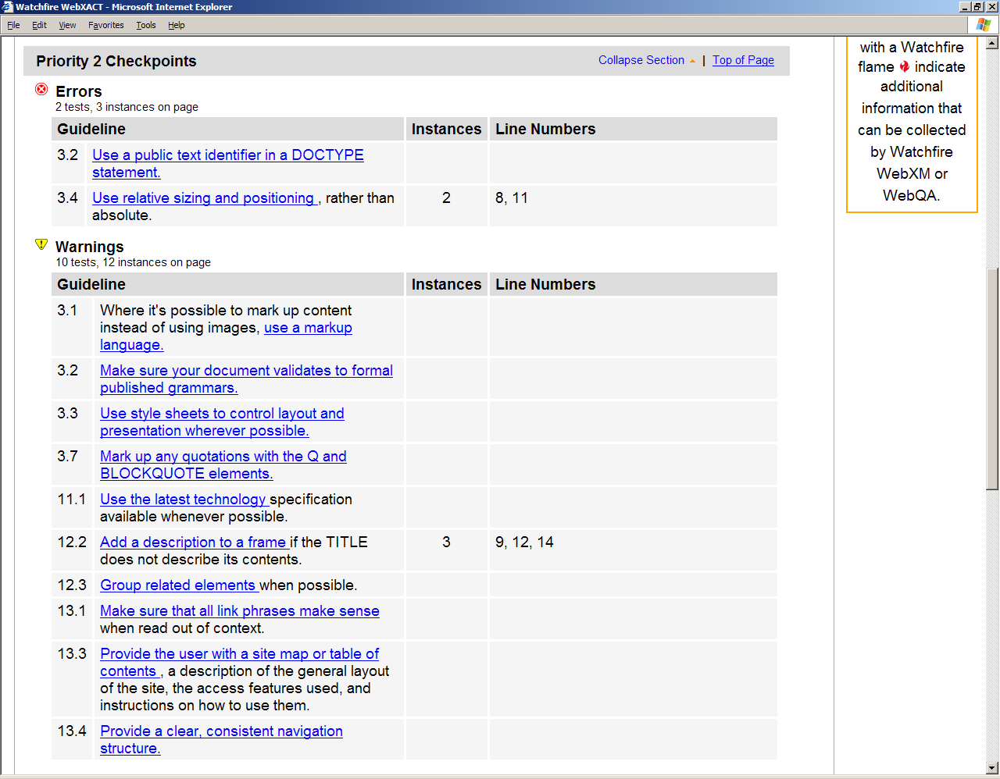 Watchfire WebXACT - Microsoft Internet Explorer
File Edit View Favorites Tools Help
Priority 2 Checkpoints
Collapse Section | Top of Page
Errors
2 tests, 3 instances on page
Guideline Instances Line Numbers
3.2 Use a public text identifier in a DOCTYPE
statement.
3.4 Use relative sizing and positioning , rather than 2 8, 11
absolute.
Warnings
10 tests, 12 instances on page
Guideline Instances Line Numbers
3.1 Where it's possible to mark up content
instead of using images, use a markup
language.
3.2 Make sure your document validates to formal
published grammars.
3.3 Use style sheets to control layout and
presentation wherever possible.
3.7 Mark up any quotations with the Q and
BLOCKQUOTE elements.
11.1 Use the latest technology specification
available whenever possible.
12.2 Add a description to a frame if the TITLE 3 9, 12, 14
does not describe its contents.
12.3 Group related elements when possible.
13.1 Make sure that all link phrases make sense
when read out of context.
13.3 Provide the user with a site map or table of
contents , a description of the general layout
of the site, the access features used, and
instructions on how to use them.
13.4 Provide a clear, consistent navigation
structure.
with a Watchfire
flame indicate
additional
information that
can be collected
by Watchfire
WebXM or
WebQA.